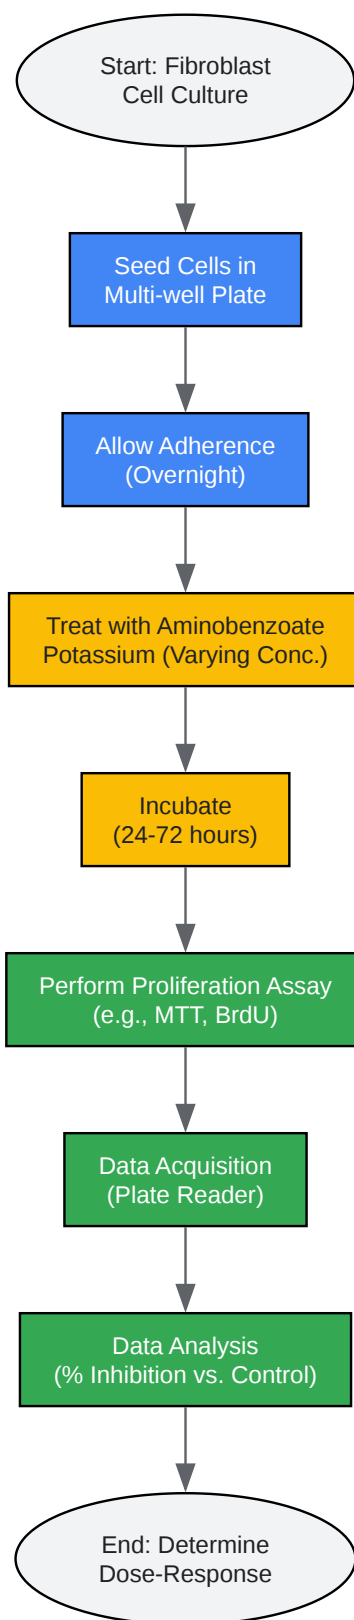 Start: Fibroblast
Cell Culture
Seed Cells in
Multi-well Plate
Allow Adherence
(Overnight)
Treat with Aminobenzoate
Potassium (Varying Conc.)
Incubate
(24-72 hours)
Perform Proliferation Assay
(e.g., MTT, BrdU)
Data Acquisition
(Plate Reader)
Data Analysis
(% Inhibition vs. Control)
End: Determine
Dose-Response